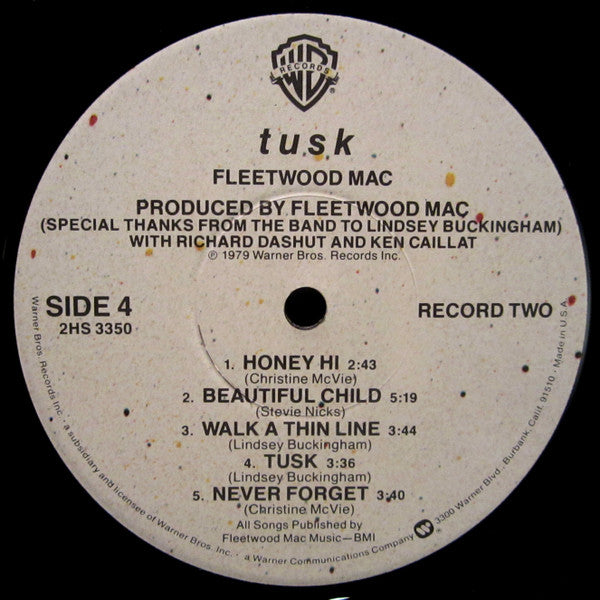 WB
RECORDS
®
tusk
FLEETWOOD MAC
PRODUCED BY FLEETWOOD MAC
(SPECIAL THANKS FROM THE BAND TO LINDSEY BUCKINGHAM)
WITH RICHARD DASHUT AND KEN CAILLAT
℗ 1979 Warner Bros. Records Inc.
SIDE 4
2HS 3350
RECORD TWO
1. HONEY HI 2:43
(Christine McVie)
2. BEAUTIFUL CHILD 5:19
(Stevie Nicks)
3. WALK A THIN LINE 3:44
(Lindsey Buckingham)
4. TUSK 3:36
(Lindsey Buckingham)
5. NEVER FORGET 3:40
(Christine McVie)
All Songs Published by
Fleetwood Mac Music—BMI
Warner Bros. Records Inc. · a subsidiary and licensee of Warner Bros. Inc. · a Warner Communications Company W 3300 Warner Blvd., Burbank, Calif. 91510 · Made in U.S.A.